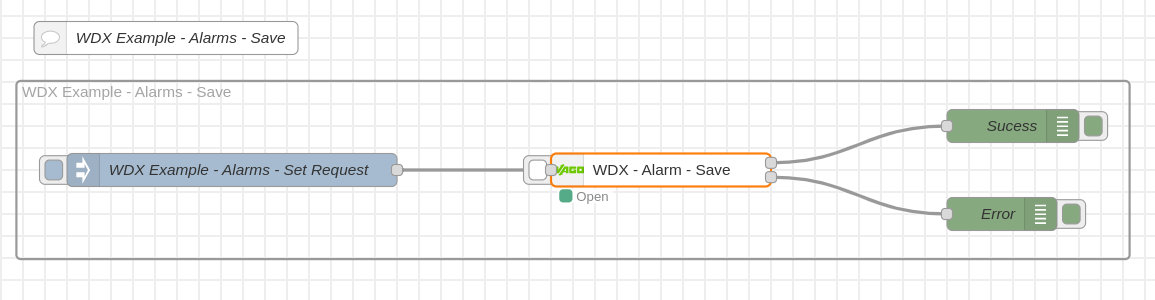 WDX Example - Alarms - Save
WDX Example - Alarms - Save
Sucess
WDX Example - Alarms - Set Request
WAGO
WDX - Alarm - Save
Open
Error